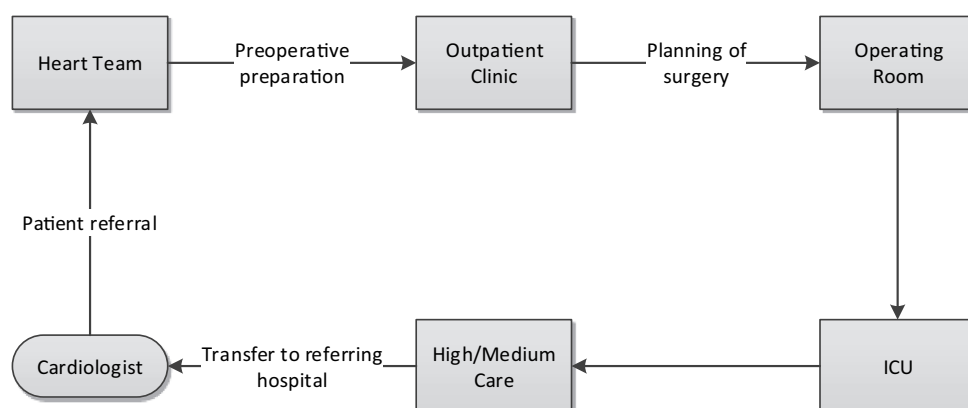 Heart Team
Preoperative
preparation
Outpatient
Clinic
Planning of
surgery
Operating
Room
Patient referral
Cardiologist
Transfer to referring
hospital
High/Medium
Care
ICU